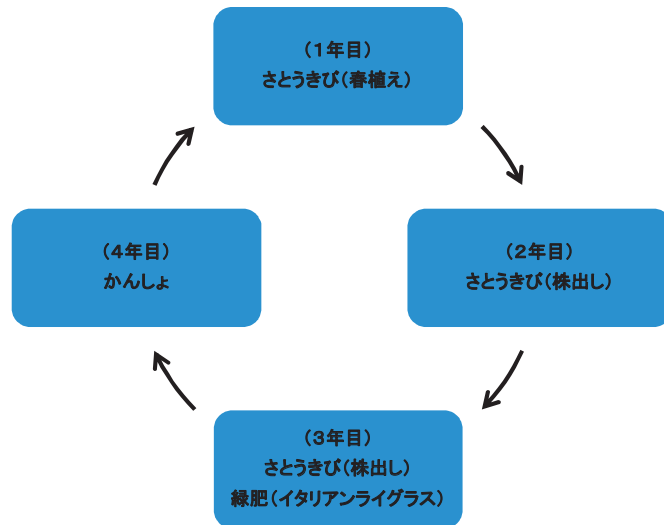 (1年目)
さとうきび(春植え)
(2年目)
さとうきび(株出し)
(3年目)
さとうきび(株出し)
緑肥(イタリアンライグラス)
(4年目)
かんしょ